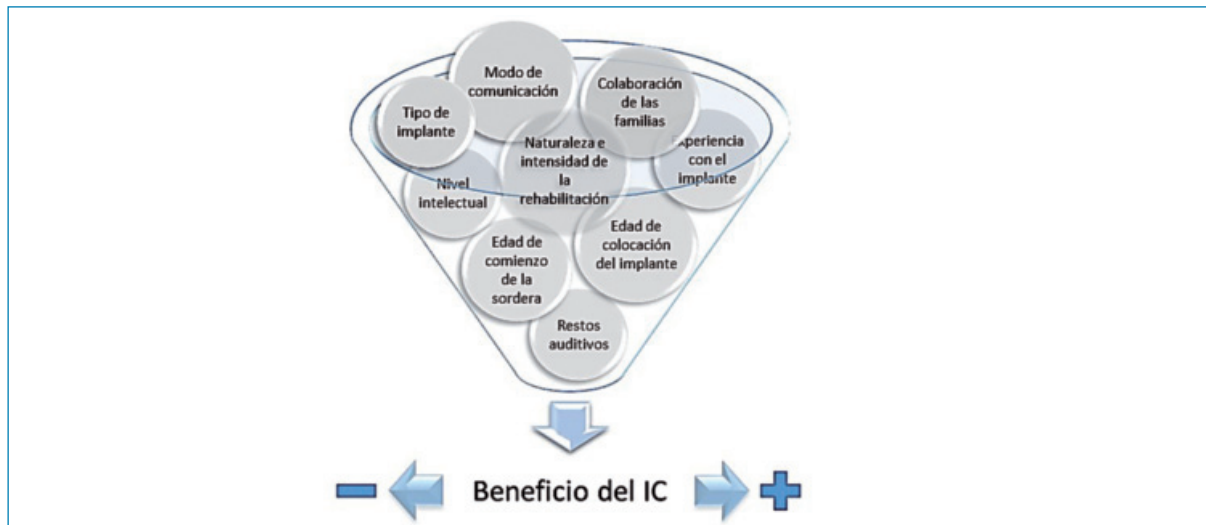 Modo de
comunicación
Colaboración
de las
familias
Tipo de
implante
Naturaleza e
intensidad de
la
rehabilitación
Experiencia
con el
implante
Nivel
intelectual
Edad de
colocación
del implante
Edad de
comienzo
de la
sordera
Restos
auditivos
Beneficio del IC